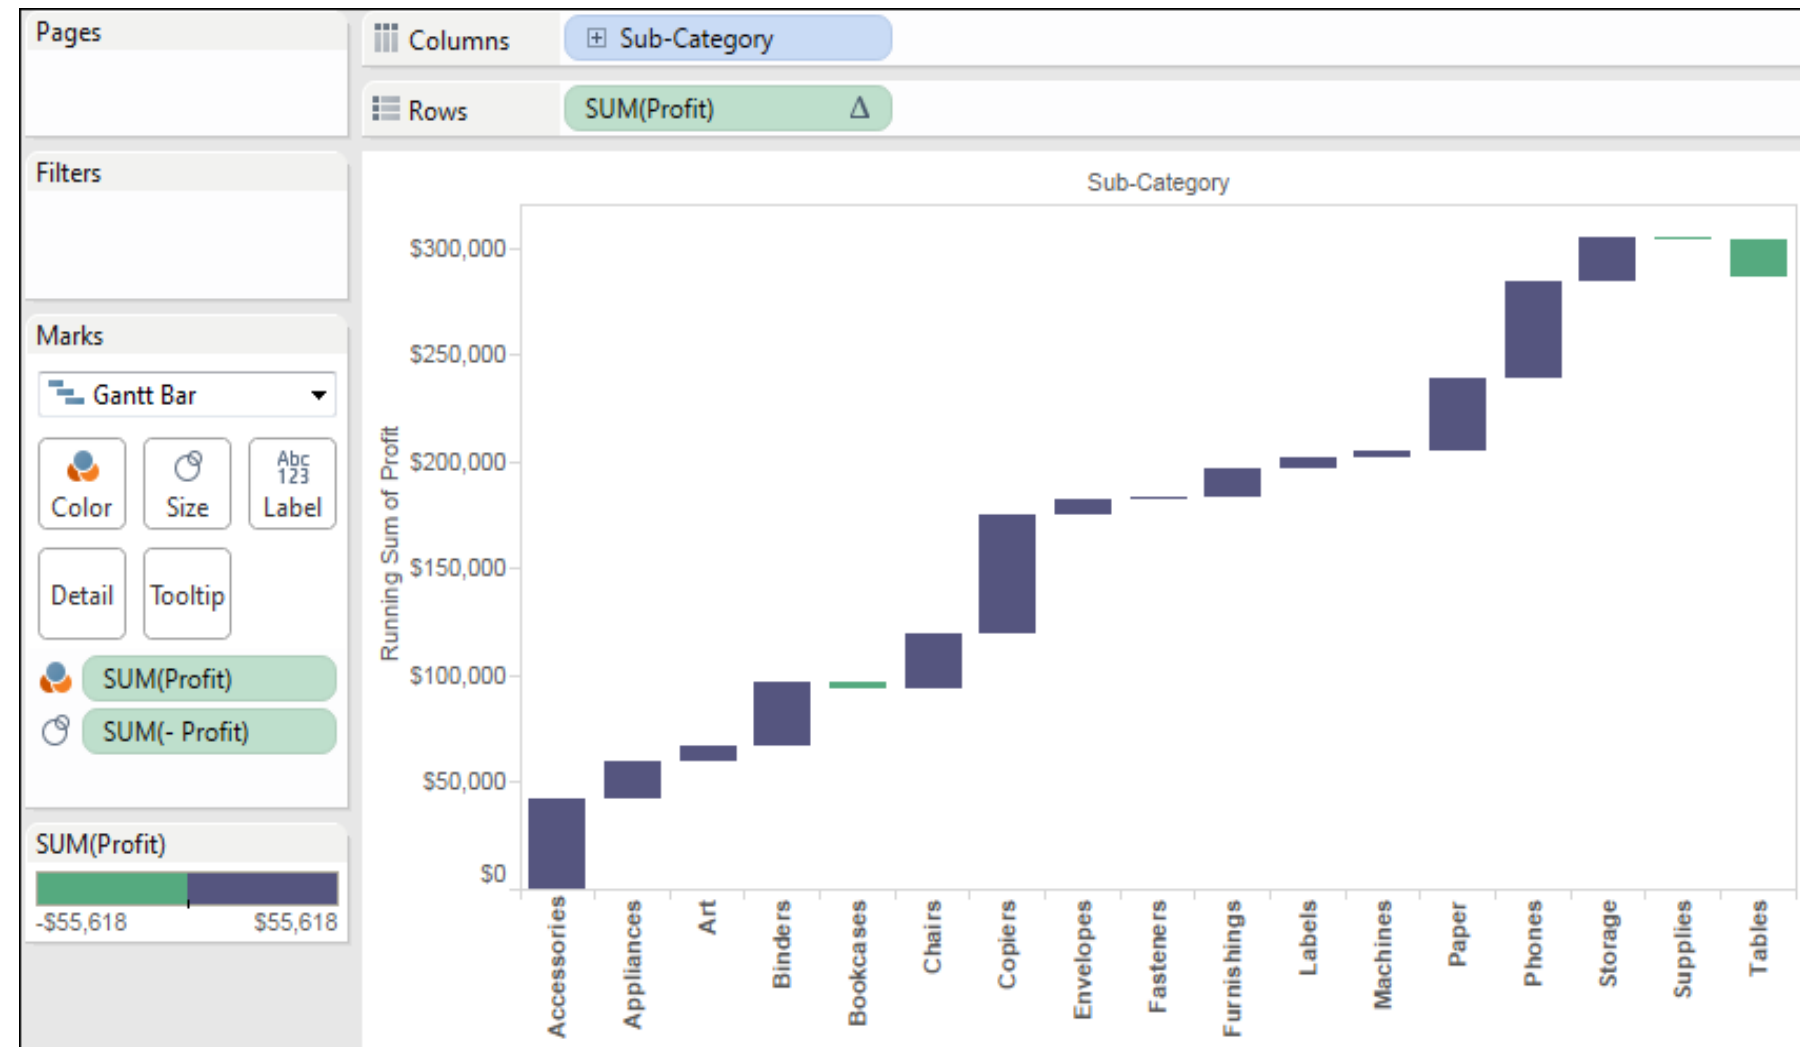 Pages
Columns
Sub-Category
Rows
SUM(Profit) Δ
Filters
Marks
Gantt Bar
Color
Size
Abc
123
Label
Detail
Tooltip
SUM(Profit)
SUM(- Profit)
SUM(Profit)
-$55,618 $55,618
Sub-Category
Running Sum of Profit
$300,000
$250,000
$200,000
$150,000
$100,000
$50,000
$0
Accessories
Appliances
Art
Binders
Bookcases
Chairs
Copiers
Envelopes
Fasteners
Furnishings
Labels
Machines
Paper
Phones
Storage
Supplies
Tables